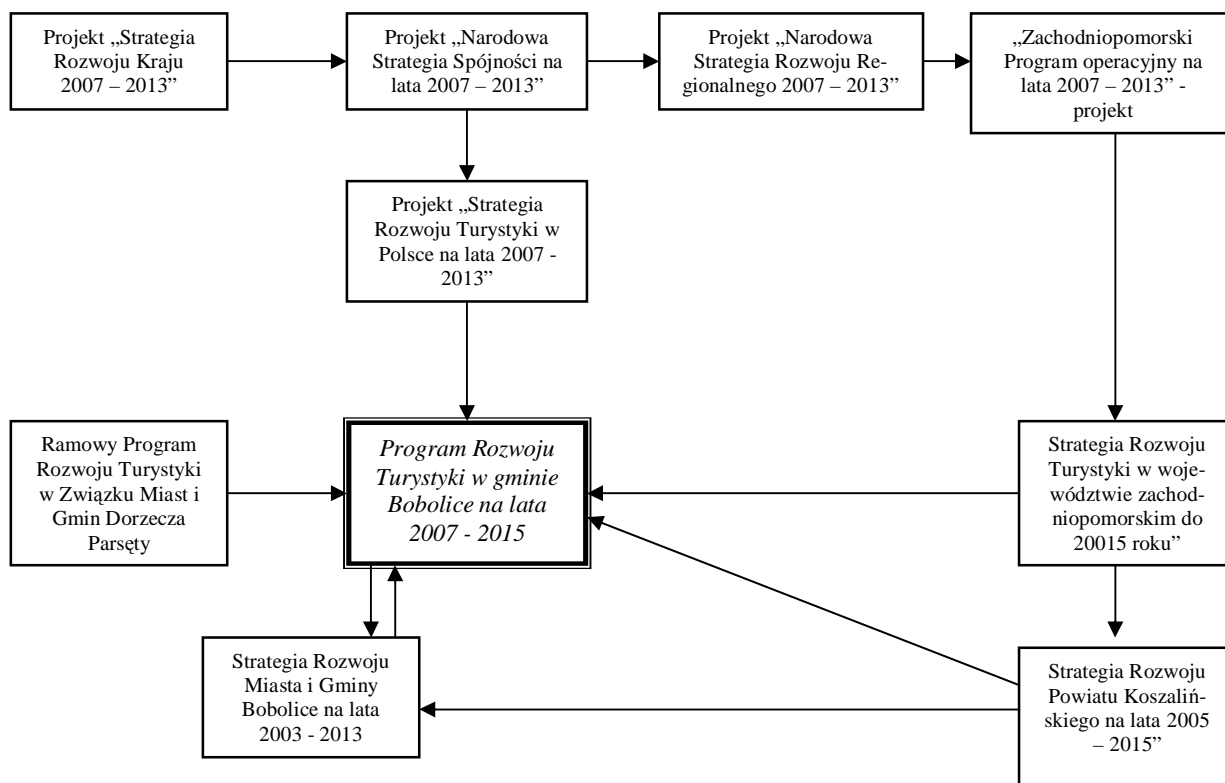 Projekt „Strategia
Rozwoju Kraju
2007 – 2013”
Projekt „Narodowa
Strategia Spójności na
lata 2007 – 2013”
Projekt „Narodowa
Strategia Rozwoju Re-
gionalnego 2007 – 2013”
„Zachodniopomorski
Program operacyjny na
lata 2007 – 2013” -
projekt
Projekt „Strategia
Rozwoju Turystyki w
Polsce na lata 2007 -
2013”
Ramowy Program
Rozwoju Turystyki
w Związku Miast i
Gmin Dorzecza
Parsęty
Program Rozwoju
Turystyki w gminie
Bobolice na lata
2007 - 2015
Strategia Rozwoju
Turystyki w woje-
wództwie zachod-
niopomorskim do
20015 roku”
Strategia Rozwoju
Miasta i Gminy
Bobolice na lata
2003 - 2013
Strategia Rozwoju
Powiatu Koszaliń-
skiego na lata 2005
– 2015”